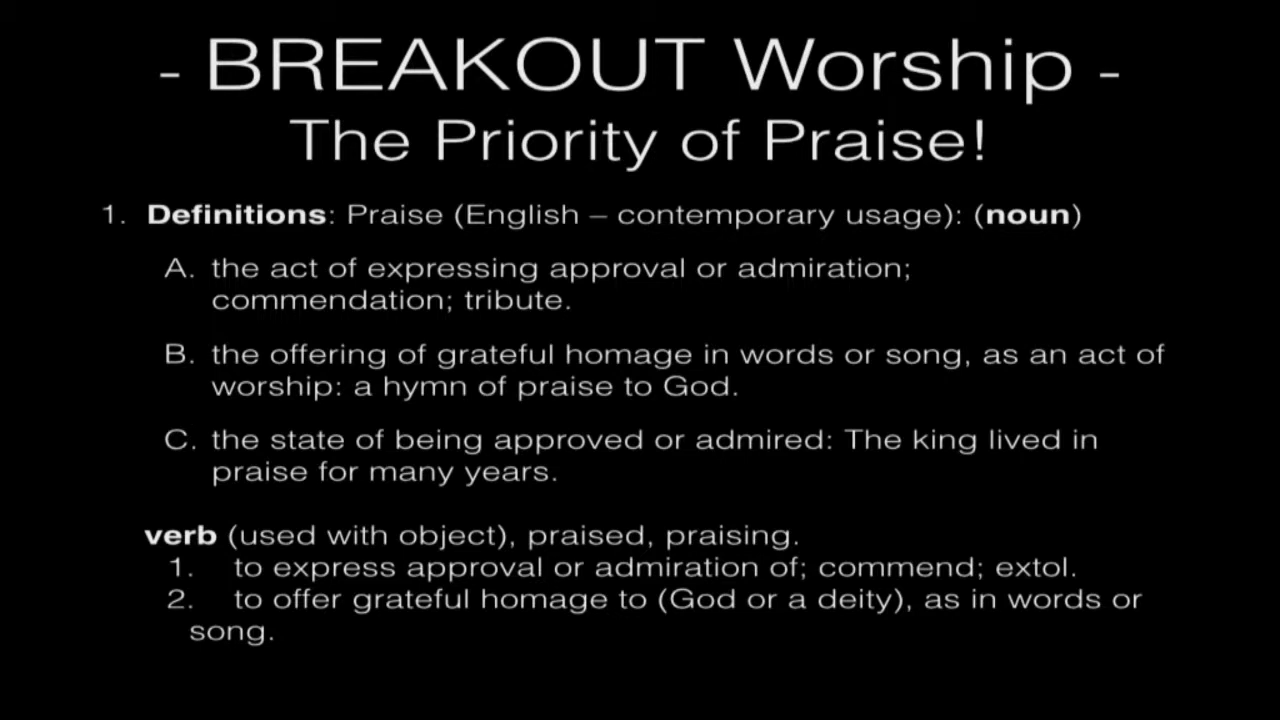 - BREAKOUT Worship -
The Priority of Praise!
1. Definitions: Praise (English – contemporary usage): (noun)
A. the act of expressing approval or admiration;
commendation; tribute.
B. the offering of grateful homage in words or song, as an act of
worship: a hymn of praise to God.
C. the state of being approved or admired: The king lived in
praise for many years.
verb (used with object), praised, praising.
1. to express approval or admiration of; commend; extol.
2. to offer grateful homage to (God or a deity), as in words or
song.